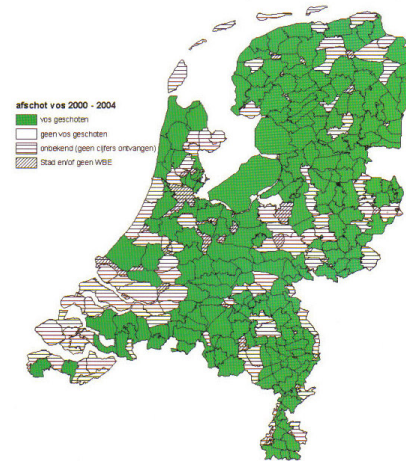 afschot vos 2000 - 2004
vos geschoten
geen vos geschoten
onbekend (geen cijfers ontvangen)
Stad en/of geen WBE